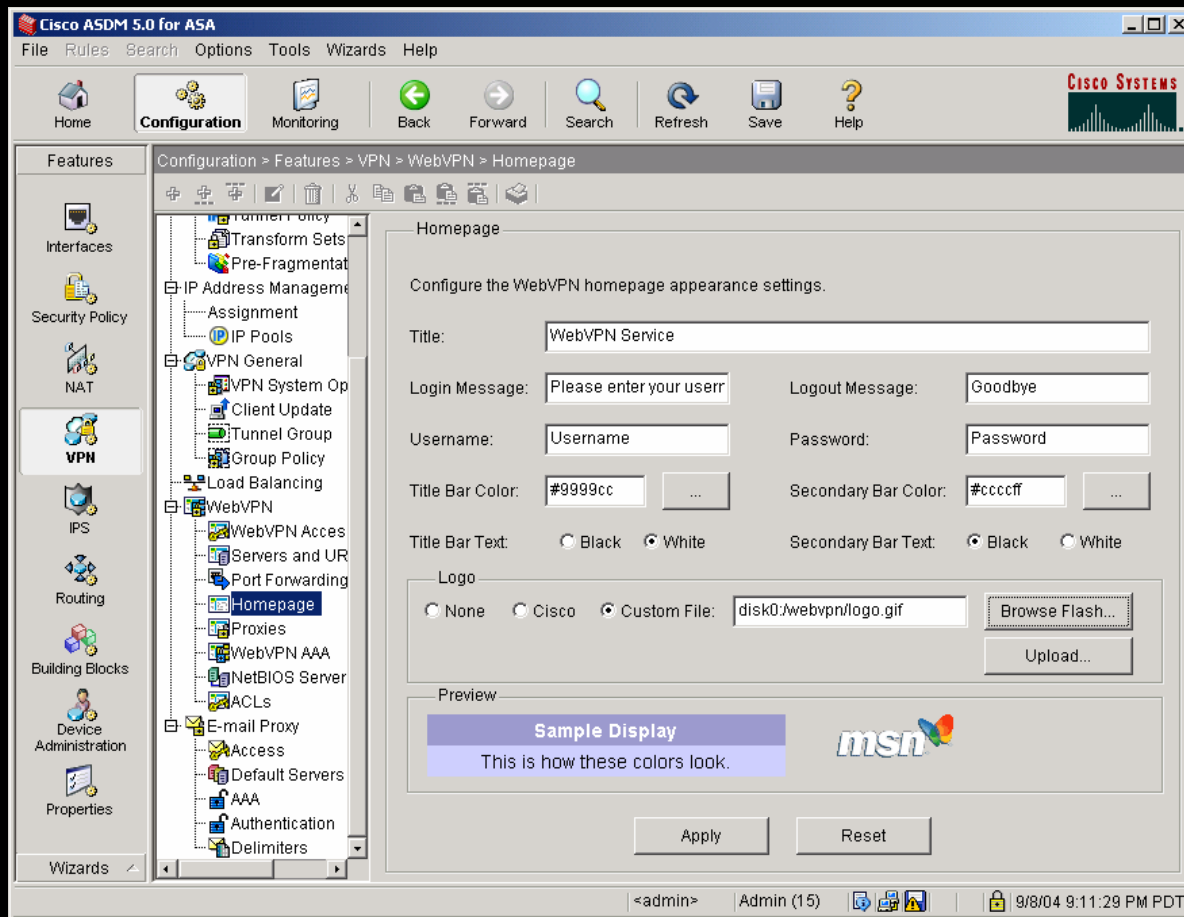 Cisco ASDM 5.0 for ASA
File Rules Search Options Tools Wizards Help
Home Configuration Monitoring Back Forward Search Refresh Save Help
CISCO SYSTEMS
Features
Configuration > Features > VPN > WebVPN > Homepage
Interfaces
Security Policy
NAT
VPN
IPS
Routing
Building Blocks
Device Administration
Properties
Wizards
Tunnel Policy
Transform Sets
Pre-Fragmentat
IP Address Manageme
Assignment
IP Pools
VPN General
VPN System Op
Client Update
Tunnel Group
Group Policy
Load Balancing
WebVPN
WebVPN Acces
Servers and UR
Port Forwarding
Homepage
Proxies
WebVPN AAA
NetBIOS Server
ACLs
E-mail Proxy
Access
Default Servers
AAA
Authentication
Delimiters
Homepage
Configure the WebVPN homepage appearance settings.
Title: WebVPN Service
Login Message: Please enter your usern Logout Message: Goodbye
Username: Username Password: Password
Title Bar Color: #9999cc ... Secondary Bar Color: #ccccff ...
Title Bar Text: Black White Secondary Bar Text: Black White
Logo
None Cisco Custom File: disk0:/webvpn/logo.gif Browse Flash...
Upload...
Preview
Sample Display
This is how these colors look.
msn
Apply Reset
<admin> Admin (15) 9/8/04 9:11:29 PM PDT